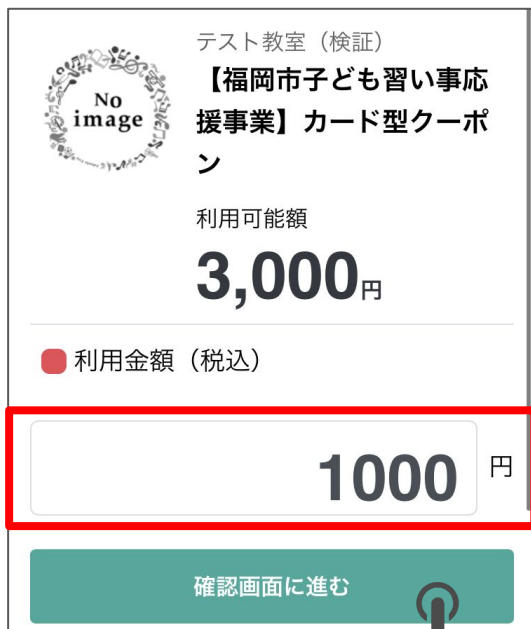 テスト教室（検証）
No
image
【福岡市子ども習い事応
援事業】カード型クーポ
ン
利用可能額
3,000円
利用金額（税込）
1000 円
確認画面に進む